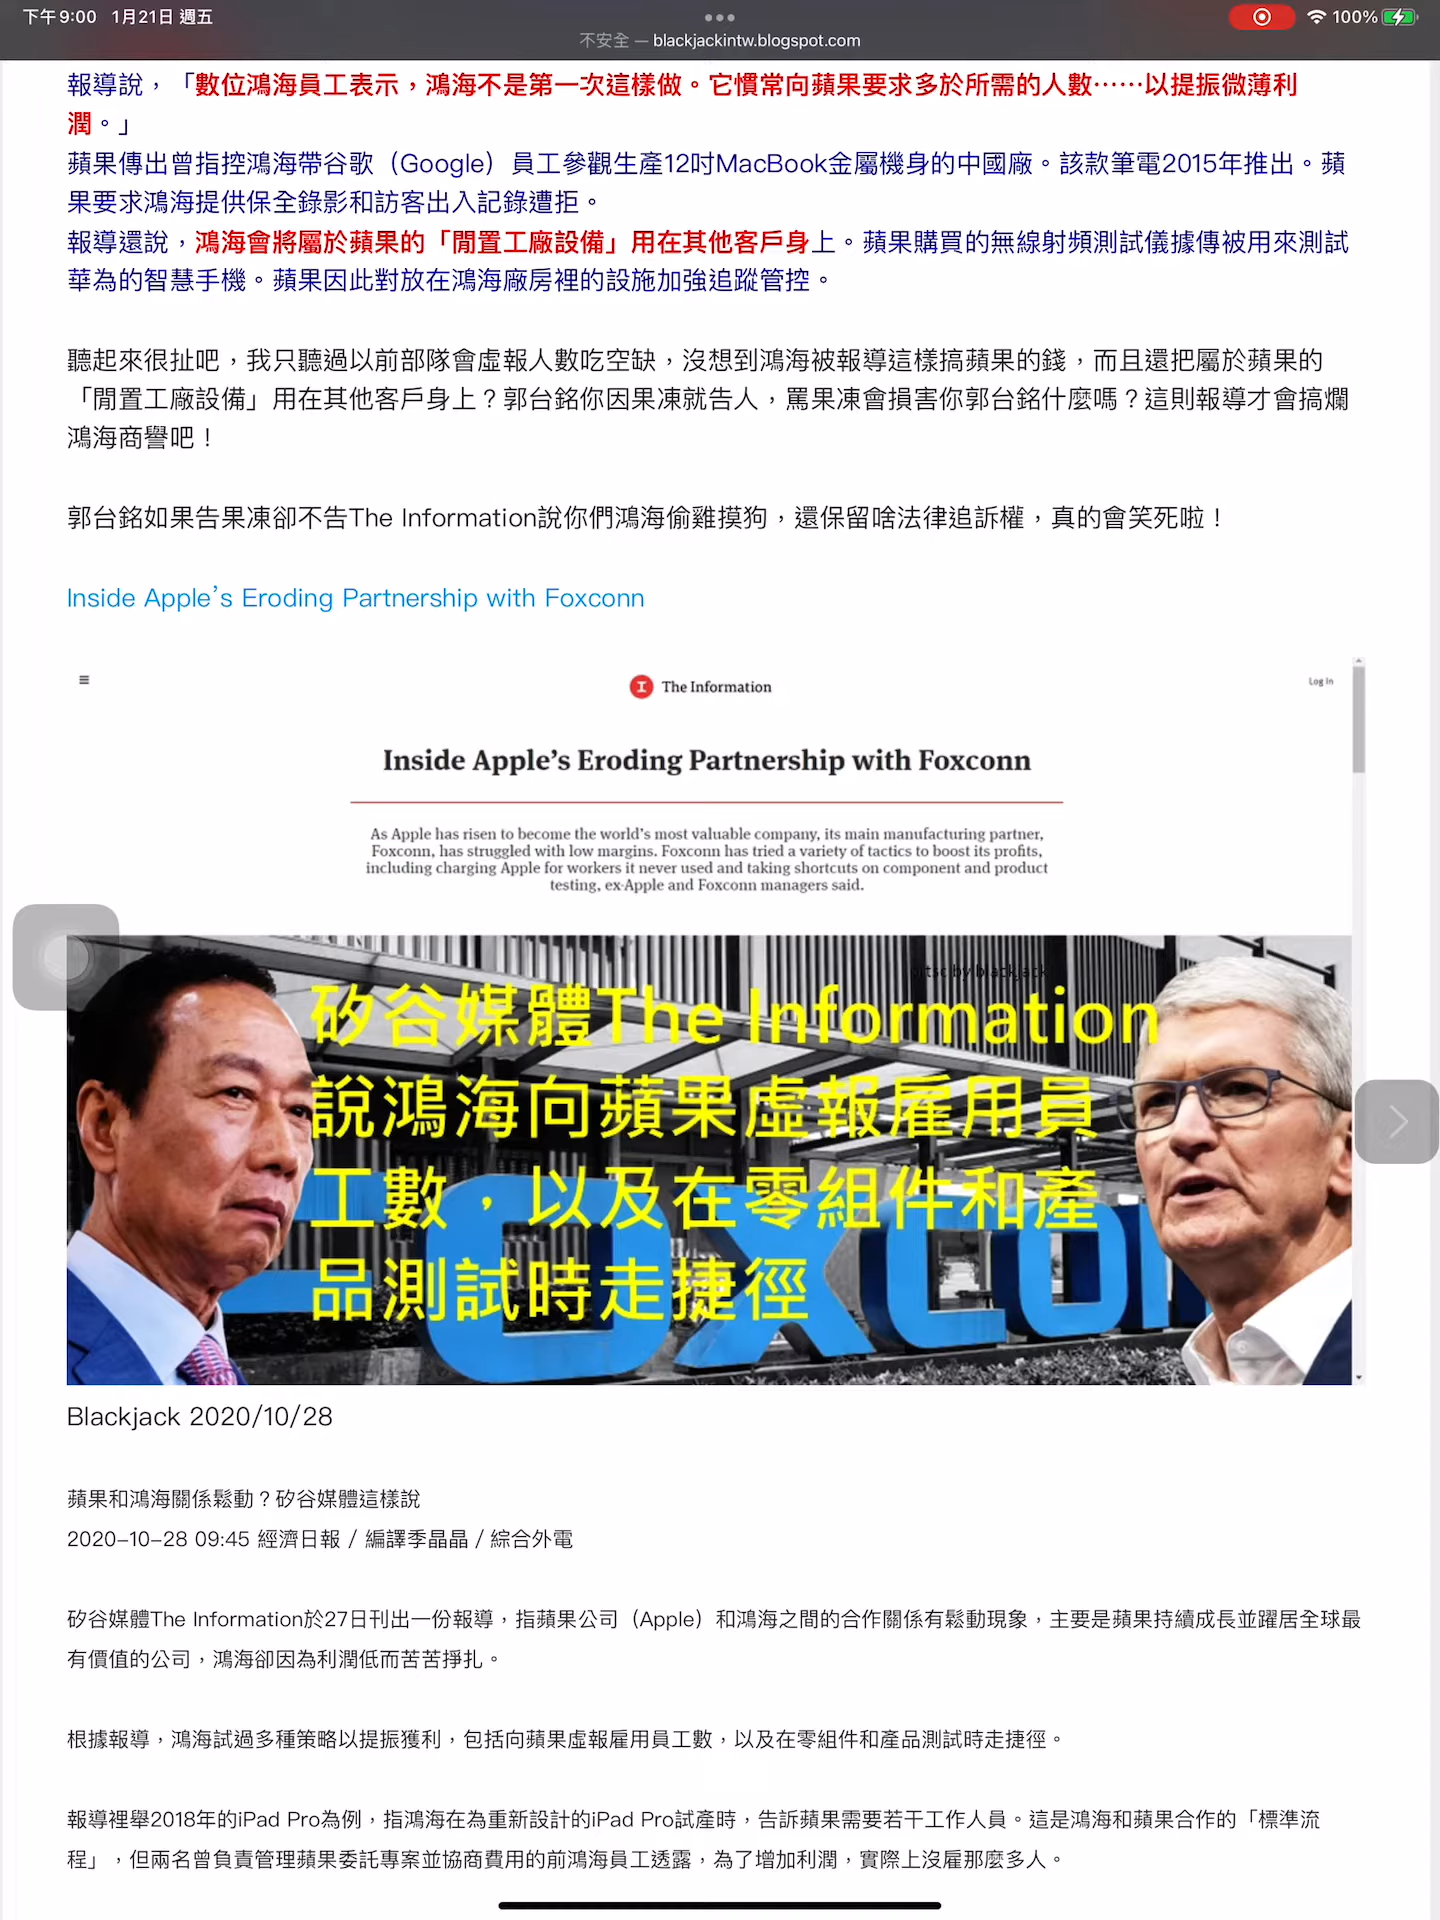 下午9:00 1月21日 週五
100%
不安全 — blackjackintw.blogspot.com
報導說，「數位鴻海員工表示，鴻海不是第一次這樣做。它慣常向蘋果要求多於所需的人數……以提振微薄利
潤。」
蘋果傳出曾指控鴻海帶谷歌（Google）員工參觀生產12吋MacBook金屬機身的中國廠。該款筆電2015年推出。蘋
果要求鴻海提供保全錄影和訪客出入記錄遭拒。
報導還說，鴻海會將屬於蘋果的「閒置工廠設備」用在其他客戶身上。蘋果購買的無線射頻測試儀據傳被用來測試
華為的智慧手機。蘋果因此對放在鴻海廠房裡的設施加強追蹤管控。
聽起來很扯吧，我只聽過以前部隊會虛報人數吃空缺，沒想到鴻海被報導這樣搞蘋果的錢，而且還把屬於蘋果的
「閒置工廠設備」用在其他客戶身上？郭台銘你因果凍就告人，罵果凍會損害你郭台銘什麼嗎？這則報導才會搞爛
鴻海商譽吧！
郭台銘如果告果凍卻不告The Information說你們鴻海偷雞摸狗，還保留啥法律追訴權，真的會笑死啦！
Inside Apple’s Eroding Partnership with Foxconn
The Information
Log In
Inside Apple’s Eroding Partnership with Foxconn
As Apple has risen to become the world’s most valuable company, its main manufacturing partner,
Foxconn, has struggled with low margins. Foxconn has tried a variety of tactics to boost its profits,
including charging Apple for workers it never used and taking shortcuts on component and product
testing, ex-Apple and Foxconn managers said.
by blackjack
矽谷媒體The Information
說鴻海向蘋果虛報雇用員
工數，以及在零組件和產
品測試時走捷徑
Blackjack 2020/10/28
蘋果和鴻海關係鬆動？矽谷媒體這樣說
2020-10-28 09:45 經濟日報 / 編譯季晶晶 / 綜合外電
矽谷媒體The Information於27日刊出一份報導，指蘋果公司（Apple）和鴻海之間的合作關係有鬆動現象，主要是蘋果持續成長並躍居全球最
有價值的公司，鴻海卻因為利潤低而苦苦掙扎。
根據報導，鴻海試過多種策略以提振獲利，包括向蘋果虛報雇用員工數，以及在零組件和產品測試時走捷徑。
報導裡舉2018年的iPad Pro為例，指鴻海在為重新設計的iPad Pro試產時，告訴蘋果需要若干工作人員。這是鴻海和蘋果合作的「標準流
程」，但兩名曾負責管理蘋果委託專案並協商費用的前鴻海員工透露，為了增加利潤，實際上沒雇那麼多人。